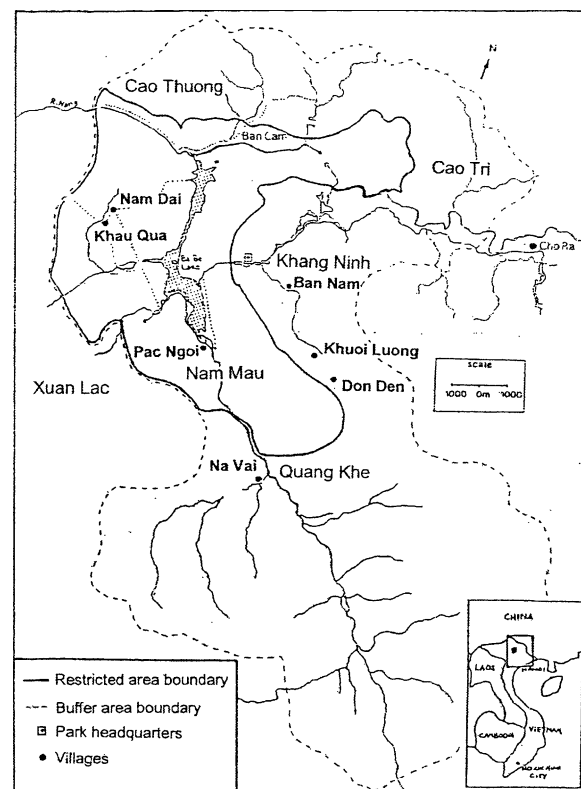 N
Cao Thuong
R. Nang
Ban Cam
Cao Tri
Nam Dai
Khau Qua
Cho Ra
Ba Be
Lake
Khang Ninh
Ban Nam
Pac Ngoi
Khuoi Luong
Nam Mau
Don Den
Xuan Lac
scale
1000 0m 1000
Na Vai
Quang Khe
CHINA
LAOS
HANOI
CAMBODIA
VIETNAM
HO CHI MINH
CITY
Restricted area boundary
Buffer area boundary
Park headquarters
Villages